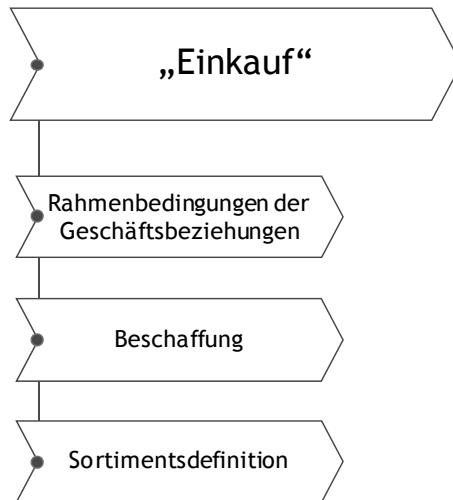 „Einkauf“
Rahmenbedingungen der
Geschäftsbeziehungen
Beschaffung
Sortimentsdefinition